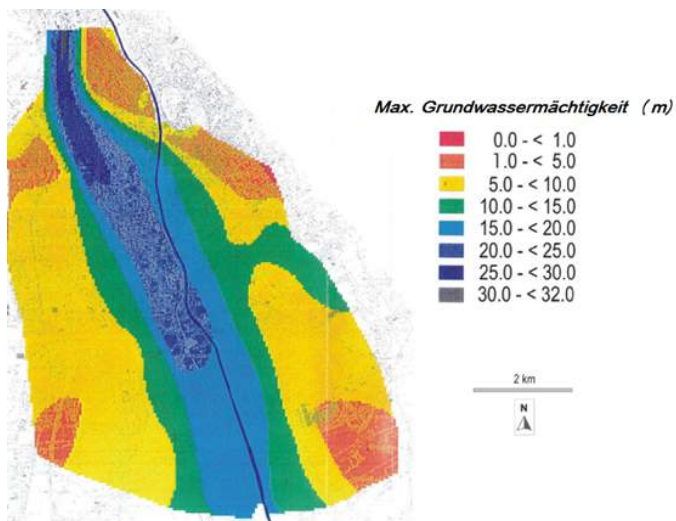 Max. Grundwassermächtigkeit ( m)
0.0 - < 1.0
1.0 - < 5.0
5.0 - < 10.0
10.0 - < 15.0
15.0 - < 20.0
20.0 - < 25.0
25.0 - < 30.0
30.0 - < 32.0
2 km
N